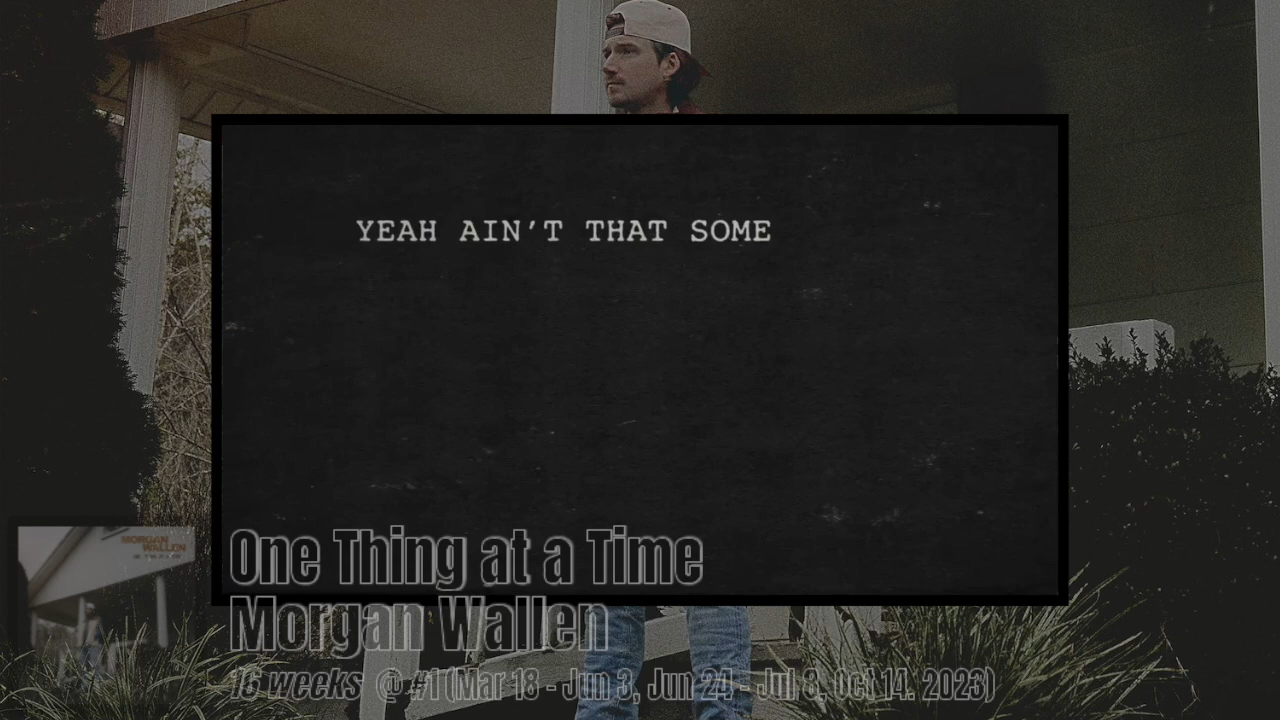 YEAH AIN'T THAT SOME
MORGAN
WALLEN
One Thing at a Time
Morgan Wallen
16 weeks @ #1 (Mar 18 - Jun 3, Jun 24 - Jul 8, Oct 14. 2023)